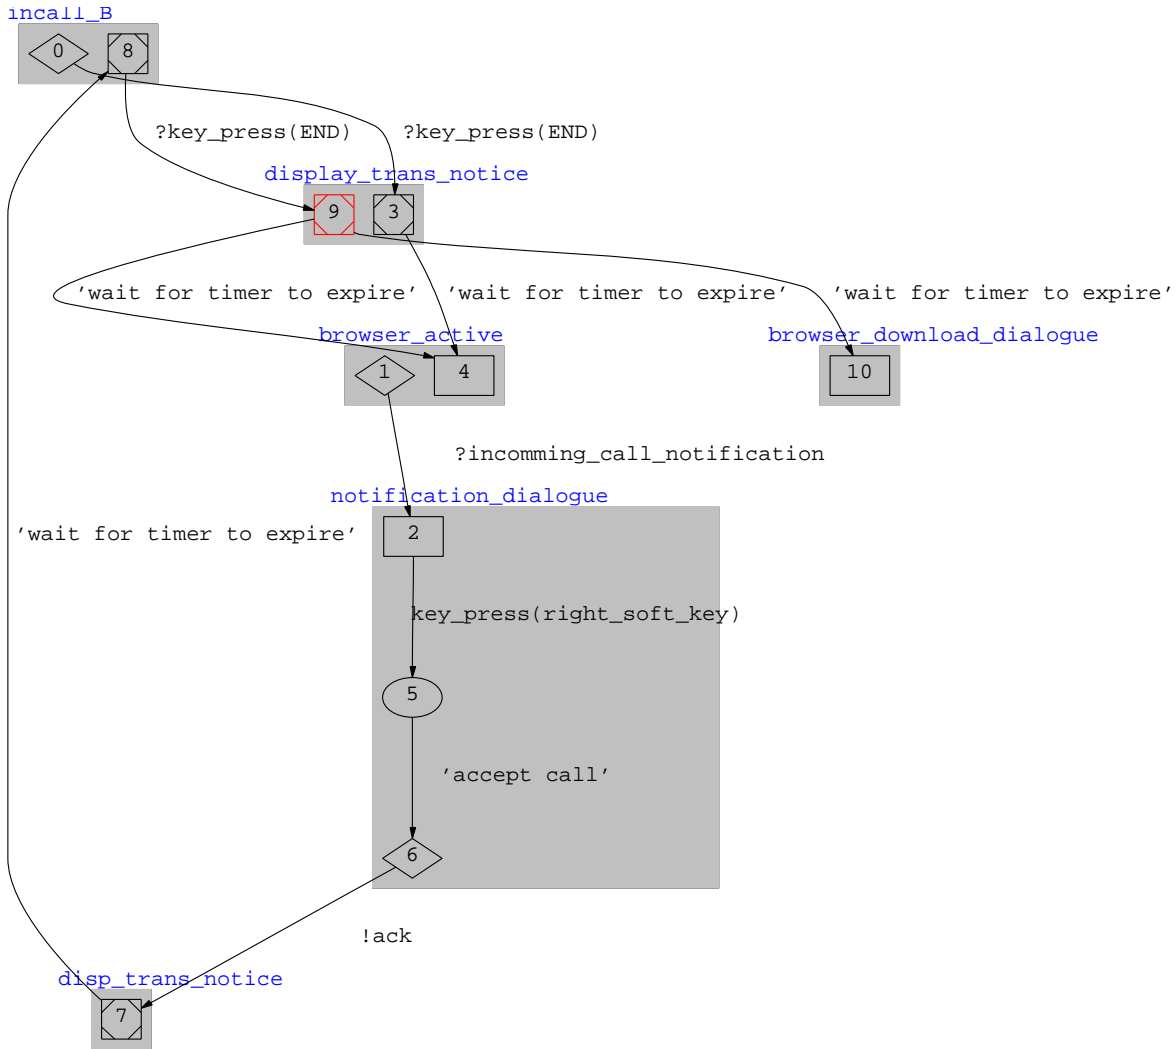 incall_B
0
8
?key_press(END)
?key_press(END)
display_trans_notice
9
3
'wait for timer to expire'
'wait for timer to expire'
'wait for timer to expire'
browser_active
browser_download_dialogue
1
4
10
?incomming_call_notification
notification_dialogue
'wait for timer to expire'
2
key_press(right_soft_key)
5
'accept call'
6
!ack
disp_trans_notice
7